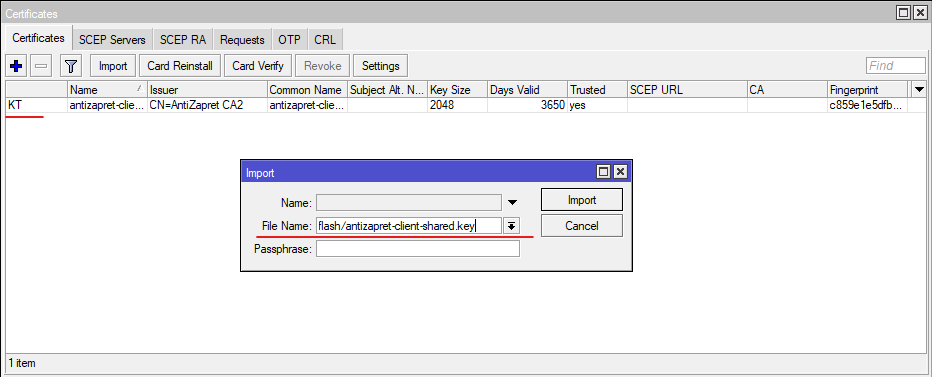 Certificates
Certificates SCEP Servers SCEP RA Requests OTP CRL
Import Card Reinstall Card Verify Revoke Settings Find
Name Issuer Common Name Subject Alt. N... Key Size Days Valid Trusted SCEP URL CA Fingerprint
KT antizapret-clie... CN=AntiZapret CA2 antizapret-clie... 2048 3650 yes c859e1e5dfb...
Import
Name: Import
File Name: flash/antizapret-client-shared.key Cancel
Passphrase:
1 item